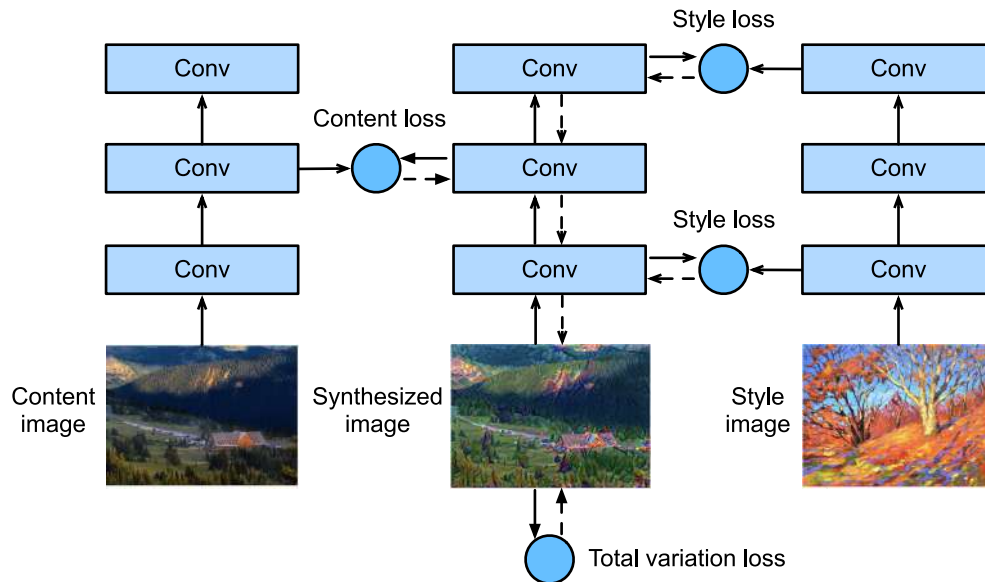 Style loss
Conv
Conv
Conv
Content loss
Conv
Conv
Conv
Style loss
Conv
Conv
Conv
Content
image
Synthesized
image
Style
image
Total variation loss